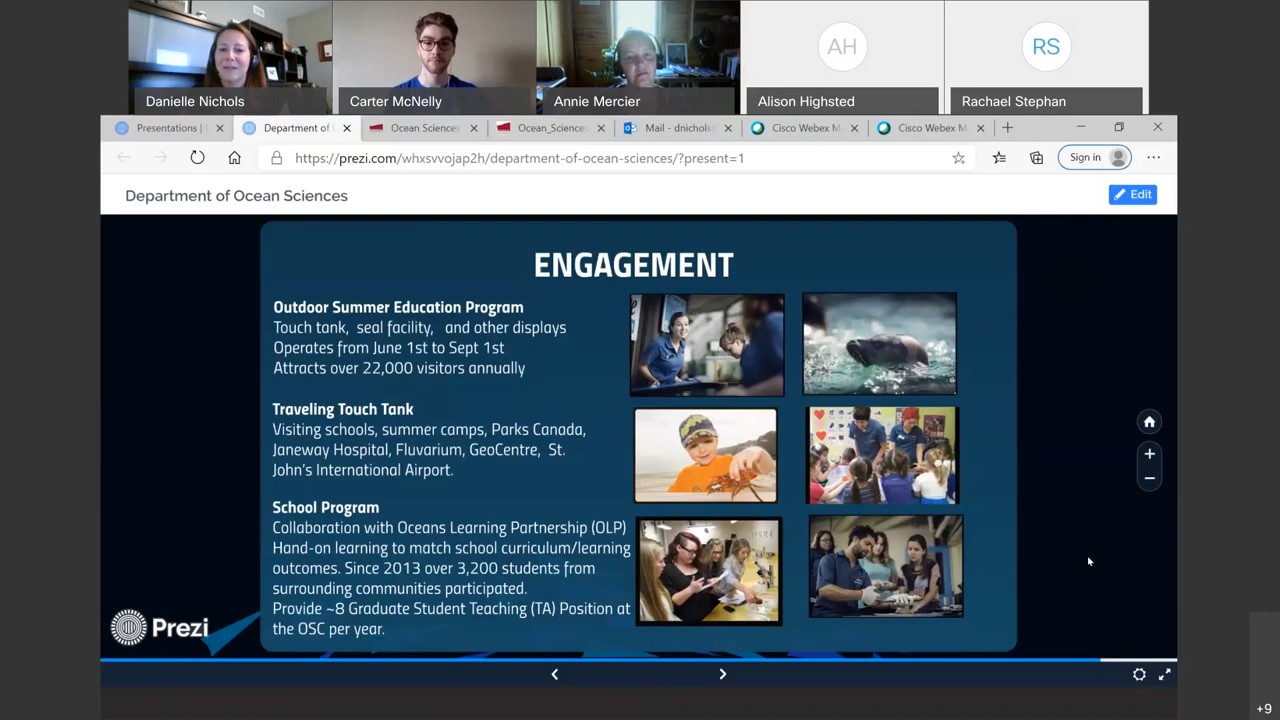 AH
RS
Danielle Nichols
Carter McNelly
Annie Mercier
Alison Highsted
Rachael Stephan
Presentations |
Department of
Ocean Sciences
Ocean_Sciences
Mail - dnichols
Cisco Webex M
Cisco Webex M
https://prezi.com/whxsvvojap2h/department-of-ocean-sciences/?present=1
Sign in
Department of Ocean Sciences
Edit
ENGAGEMENT
Outdoor Summer Education Program
Touch tank, seal facility, and other displays
Operates from June 1st to Sept 1st
Attracts over 22,000 visitors annually
Traveling Touch Tank
Visiting schools, summer camps, Parks Canada,
Janeway Hospital, Fluvarium, GeoCentre, St.
John's International Airport.
School Program
Collaboration with Oceans Learning Partnership (OLP)
Hand-on learning to match school curriculum/learning
outcomes. Since 2013 over 3,200 students from
surrounding communities participated.
Provide ~8 Graduate Student Teaching (TA) Position at
the OSC per year.
Prezi
+9